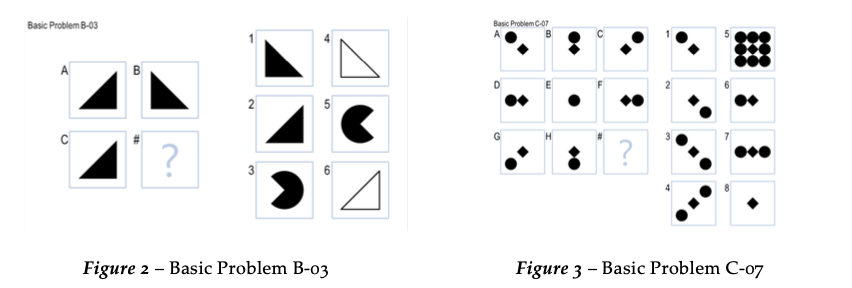 Basic Problem B-03
A
B
C
#
?
1
4
2
5
3
6
Basic Problem C-07
A
B
C
D
E
F
G
H
#
?
1
5
2
6
3
7
4
8
Figure 2 – Basic Problem B-03
Figure 3 – Basic Problem C-07